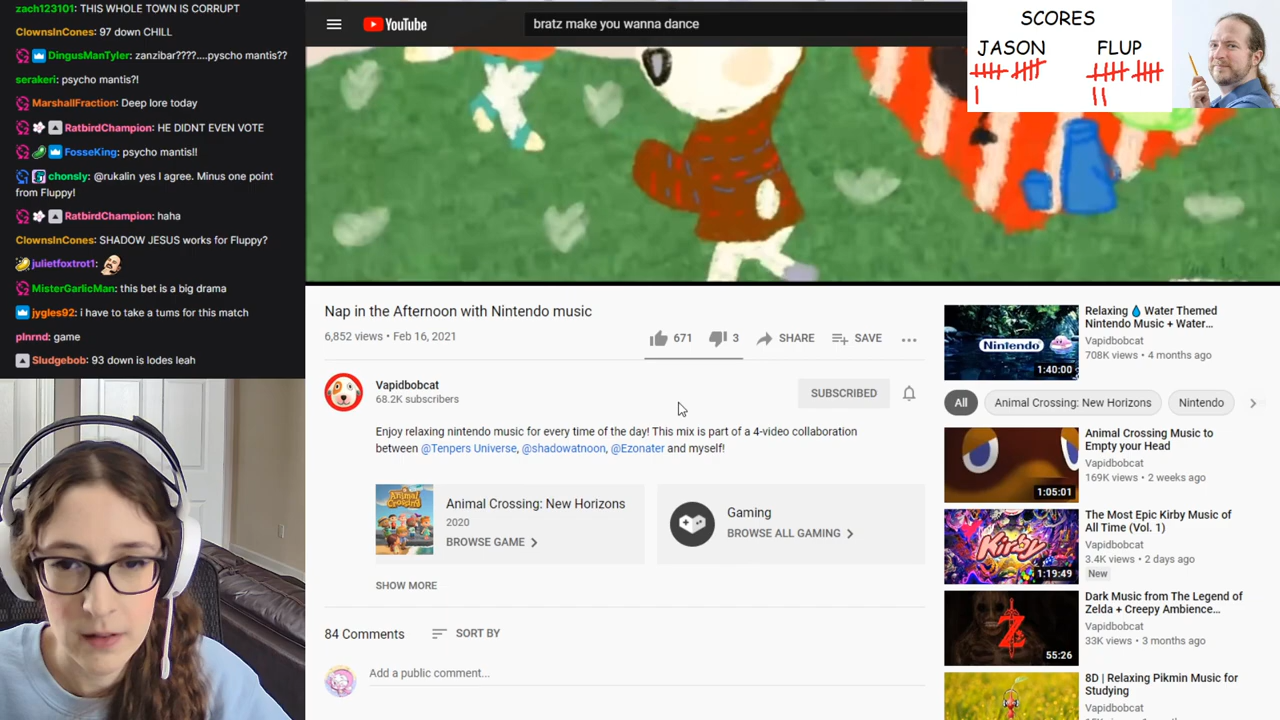 zach123101: THIS WHOLE TOWN IS CORRUPT
ClownsInCones: 97 down CHILL
DingusManTyler: zanzibar????....pyscho mantis??
serakeri: psycho mantis?!
MarshallFraction: Deep lore today
RatbirdChampion: HE DIDNT EVEN VOTE
FosseKing: psycho mantis!!
chonsly: @rukalin yes I agree. Minus one point
from Fluppy!
RatbirdChampion: haha
ClownsInCones: SHADOW JESUS works for Fluppy?
julietfoxtrot1:
MisterGarlicMan: this bet is a big drama
jygles92: i have to take a tums for this match
plnrnd: game
Sludgebob: 93 down is lodes leah
YouTube
bratz make you wanna dance
SCORES
JASON FLUP
Nap in the Afternoon with Nintendo music
6,852 views • Feb 16, 2021
671 3 SHARE SAVE
Vapidbobcat
68.2K subscribers
SUBSCRIBED
Enjoy relaxing nintendo music for every time of the day! This mix is part of a 4-video collaboration
between @Tenpers Universe, @shadowatnoon, @Ezonater and myself!
ANIMAL CROSSING
Animal Crossing: New Horizons
2020
BROWSE GAME
Gaming
BROWSE ALL GAMING
SHOW MORE
84 Comments SORT BY
Add a public comment...
Nintendo
1:40:00
Relaxing 💧 Water Themed
Nintendo Music + Water...
Vapidbobcat
708K views • 4 months ago
All Animal Crossing: New Horizons Nintendo
1:05:01
Animal Crossing Music to
Empty your Head
Vapidbobcat
169K views • 2 weeks ago
Kirby
1:19:49
The Most Epic Kirby Music of
All Time (Vol. 1)
Vapidbobcat
3.4K views • 2 days ago
New
Z
55:26
Dark Music from The Legend of
Zelda + Creepy Ambience...
Vapidbobcat
33K views • 3 months ago
8D | Relaxing Pikmin Music for
Studying
Vapidbobcat